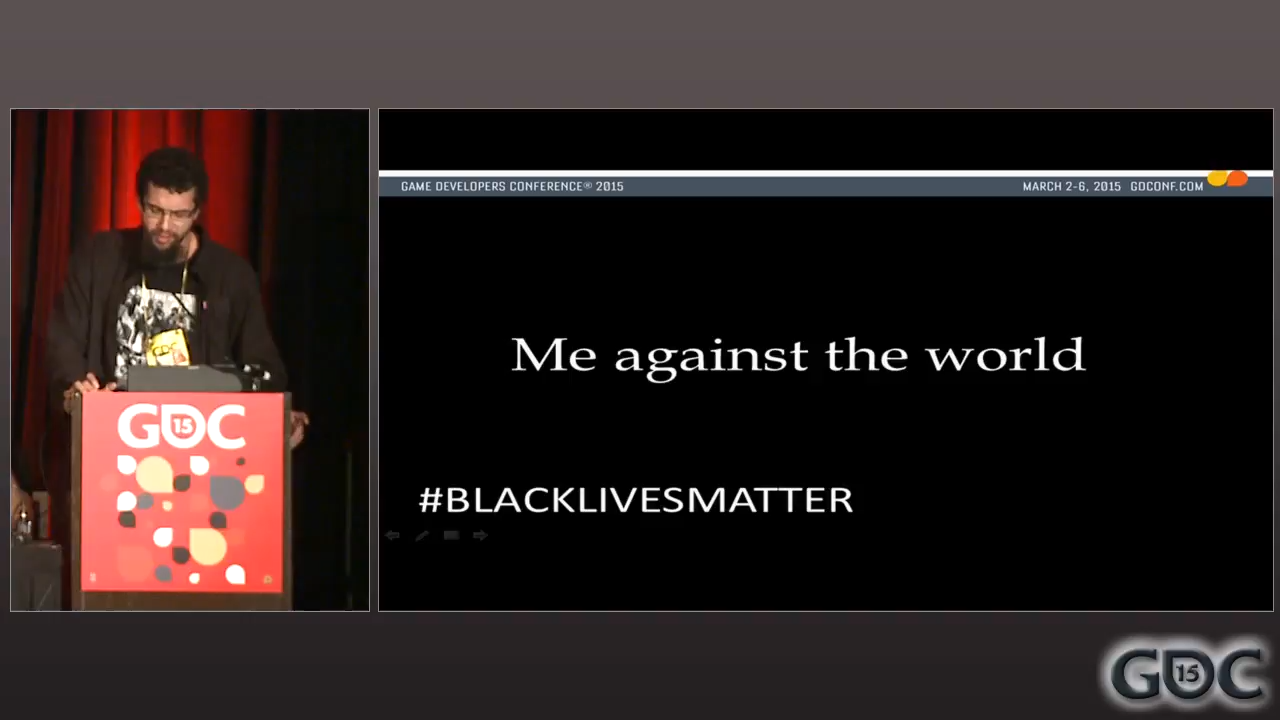 GAME DEVELOPERS CONFERENCE® 2015
MARCH 2-6, 2015 GDCONF.COM
Me against the world
#BLACKLIVESMATTER
GDC
GDC 15
GDC 15